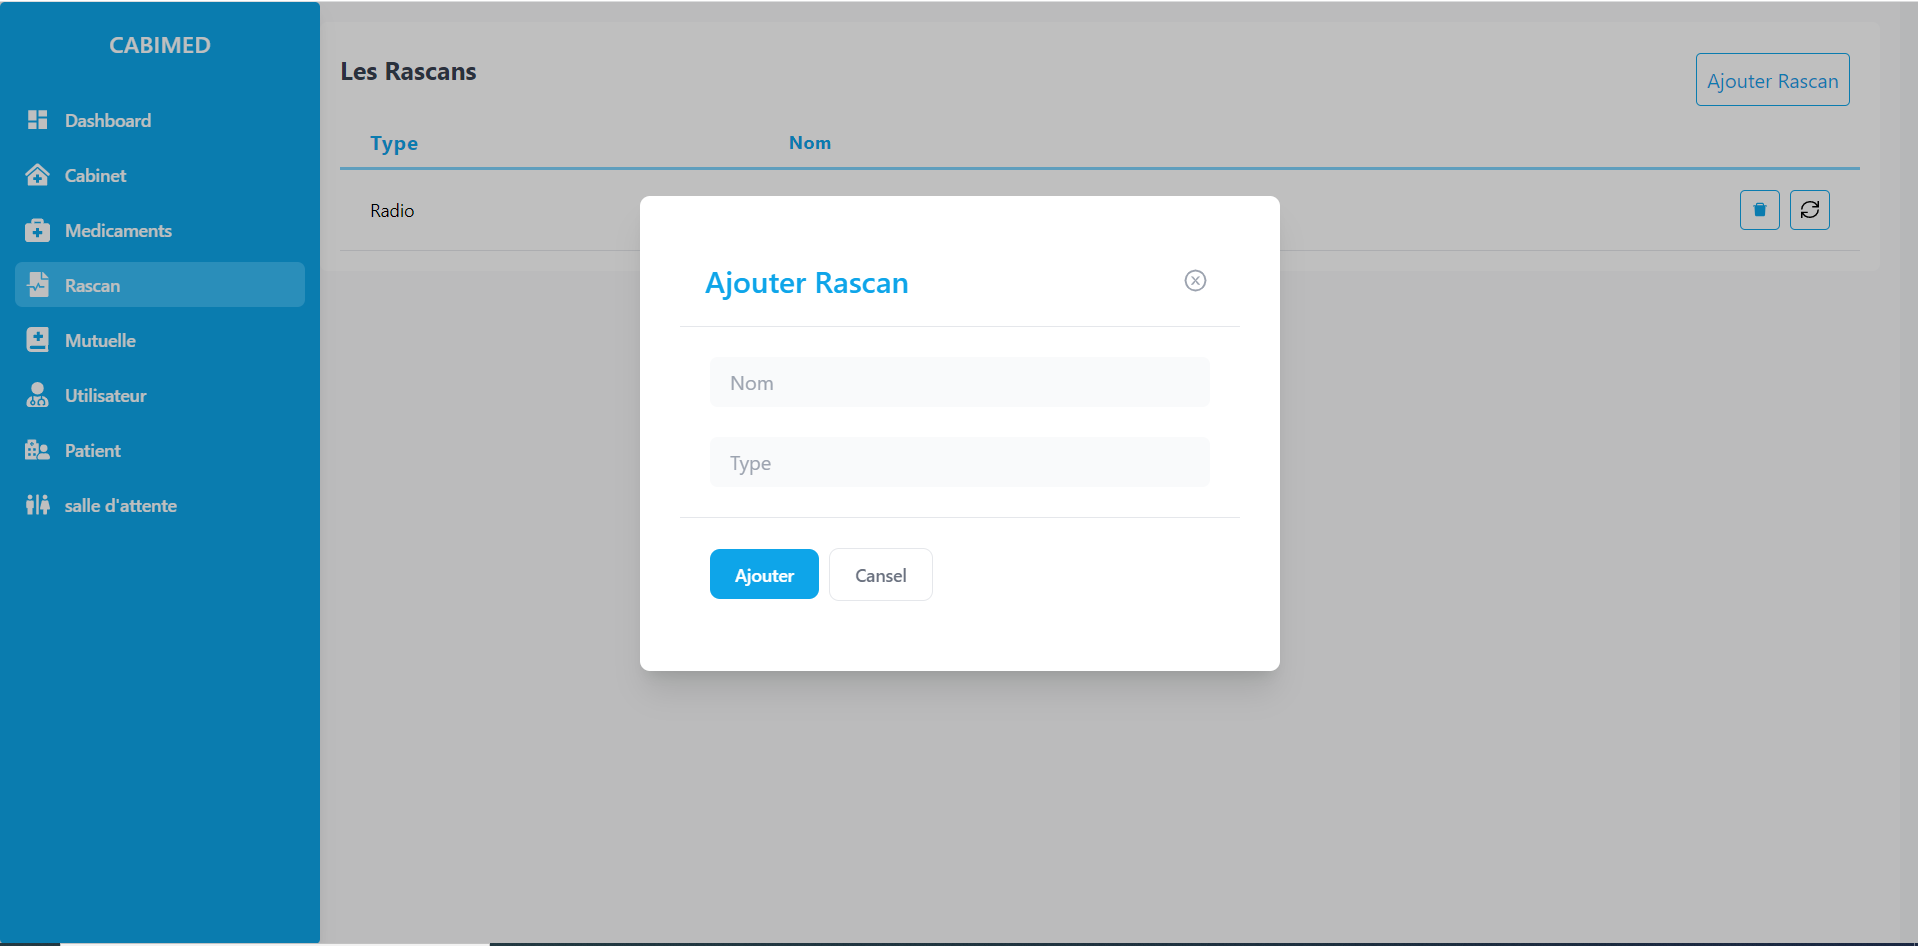 CABIMED
Dashboard
Cabinet
Medicaments
Rascan
Mutuelle
Utilisateur
Patient
salle d'attente
Les Rascans
Ajouter Rascan
Type Nom
Radio
Ajouter Rascan
Nom
Type
Ajouter Cansel